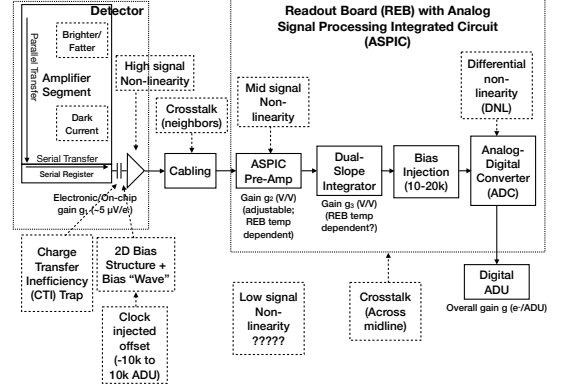 Detector
Readout Board (REB) with Analog
Signal Processing Integrated Circuit
(ASPIC)
Parallel Transfer
Brighter/
Fatter
Amplifier
Segment
Dark
Current
Serial Transfer
Serial Register
High signal
Non-linearity
Crosstalk
(neighbors)
Mid signal
Non-
linearity
Differential
non-
linearity
(DNL)
Cabling
ASPIC
Pre-Amp
Dual-
Slope
Integrator
Bias
Injection
(10-20k)
Analog-
Digital
Converter
(ADC)
Electronic/On-chip
gain g₁ (~5 μV/e)
Gain g₂ (V/V)
(adjustable;
REB temp
dependent)
Gain g₃ (V/V)
(REB temp
dependent?)
Charge
Transfer
Inefficiency
(CTI) Trap
2D Bias
Structure +
Bias “Wave”
Clock
injected
offset
(-10k to
10k ADU)
Low signal
Non-
linearity
?????
Crosstalk
(Across
midline)
Digital
ADU
Overall gain g (e-/ADU)